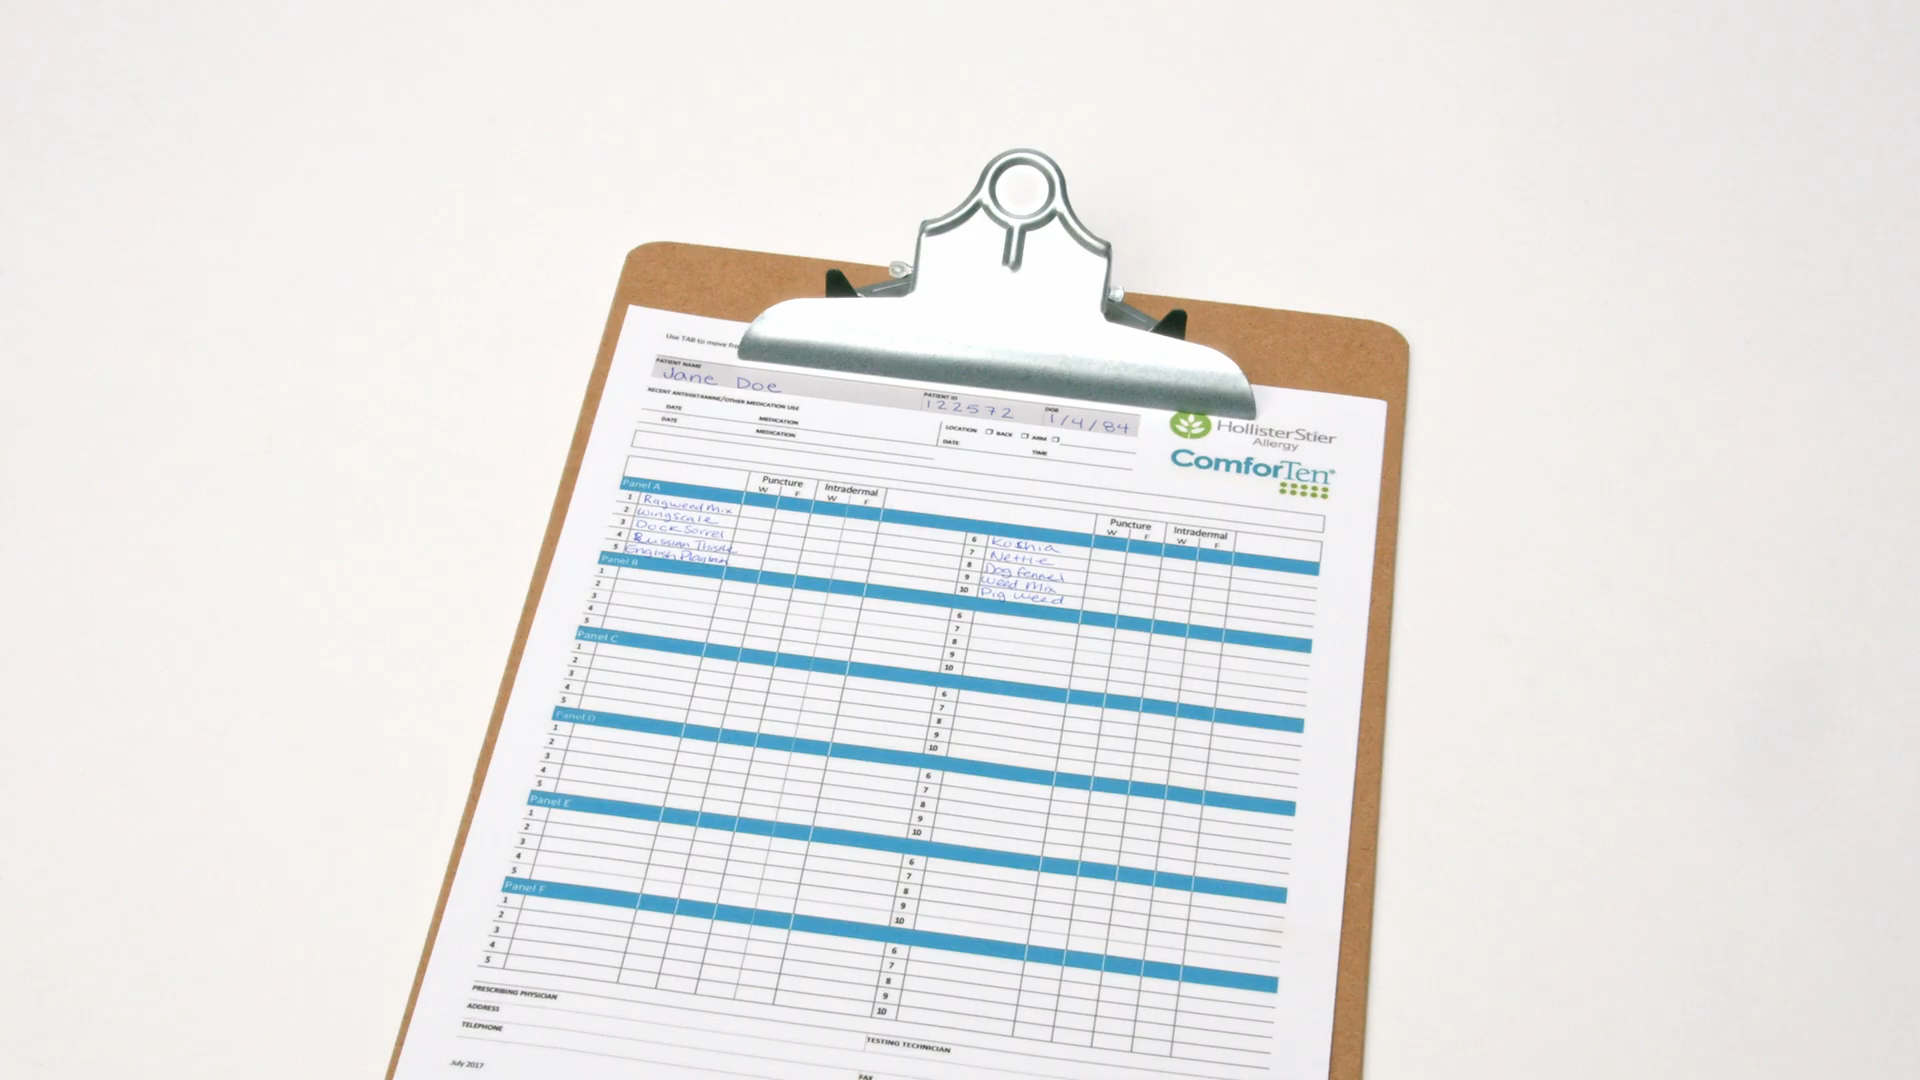 Use TAB to move
PATIENT NAME
Jane Doe
PATIENT ID
122572
DOB
1/4/84
RECENT ANTIHISTAMINE/OTHER MEDICATION USE
DATE MEDICATION
DATE MEDICATION
LOCATION BACK ARM
DATE TIME
HollisterStier
Allergy
ComforTen®
Puncture Intradermal
W F W F
Puncture Intradermal
W F W F
Panel A
1 Ragweed Mix
2 Wingscale
3 Dock Sorrel
4 Russian Thistle
5 English
6 Koshia
7 Nettle
8 Dog fennel
9 Weed Mix
10 Pig weed
Panel B
1
2
3
4
5
6
7
8
9
10
Panel C
1
2
3
4
5
6
7
8
9
10
Panel D
1
2
3
4
5
6
7
8
9
10
Panel E
1
2
3
4
5
6
7
8
9
10
Panel F
1
2
3
4
5
6
7
8
9
10
PRESCRIBING PHYSICIAN
ADDRESS
TELEPHONE
TESTING TECHNICIAN
FAX
July 2017